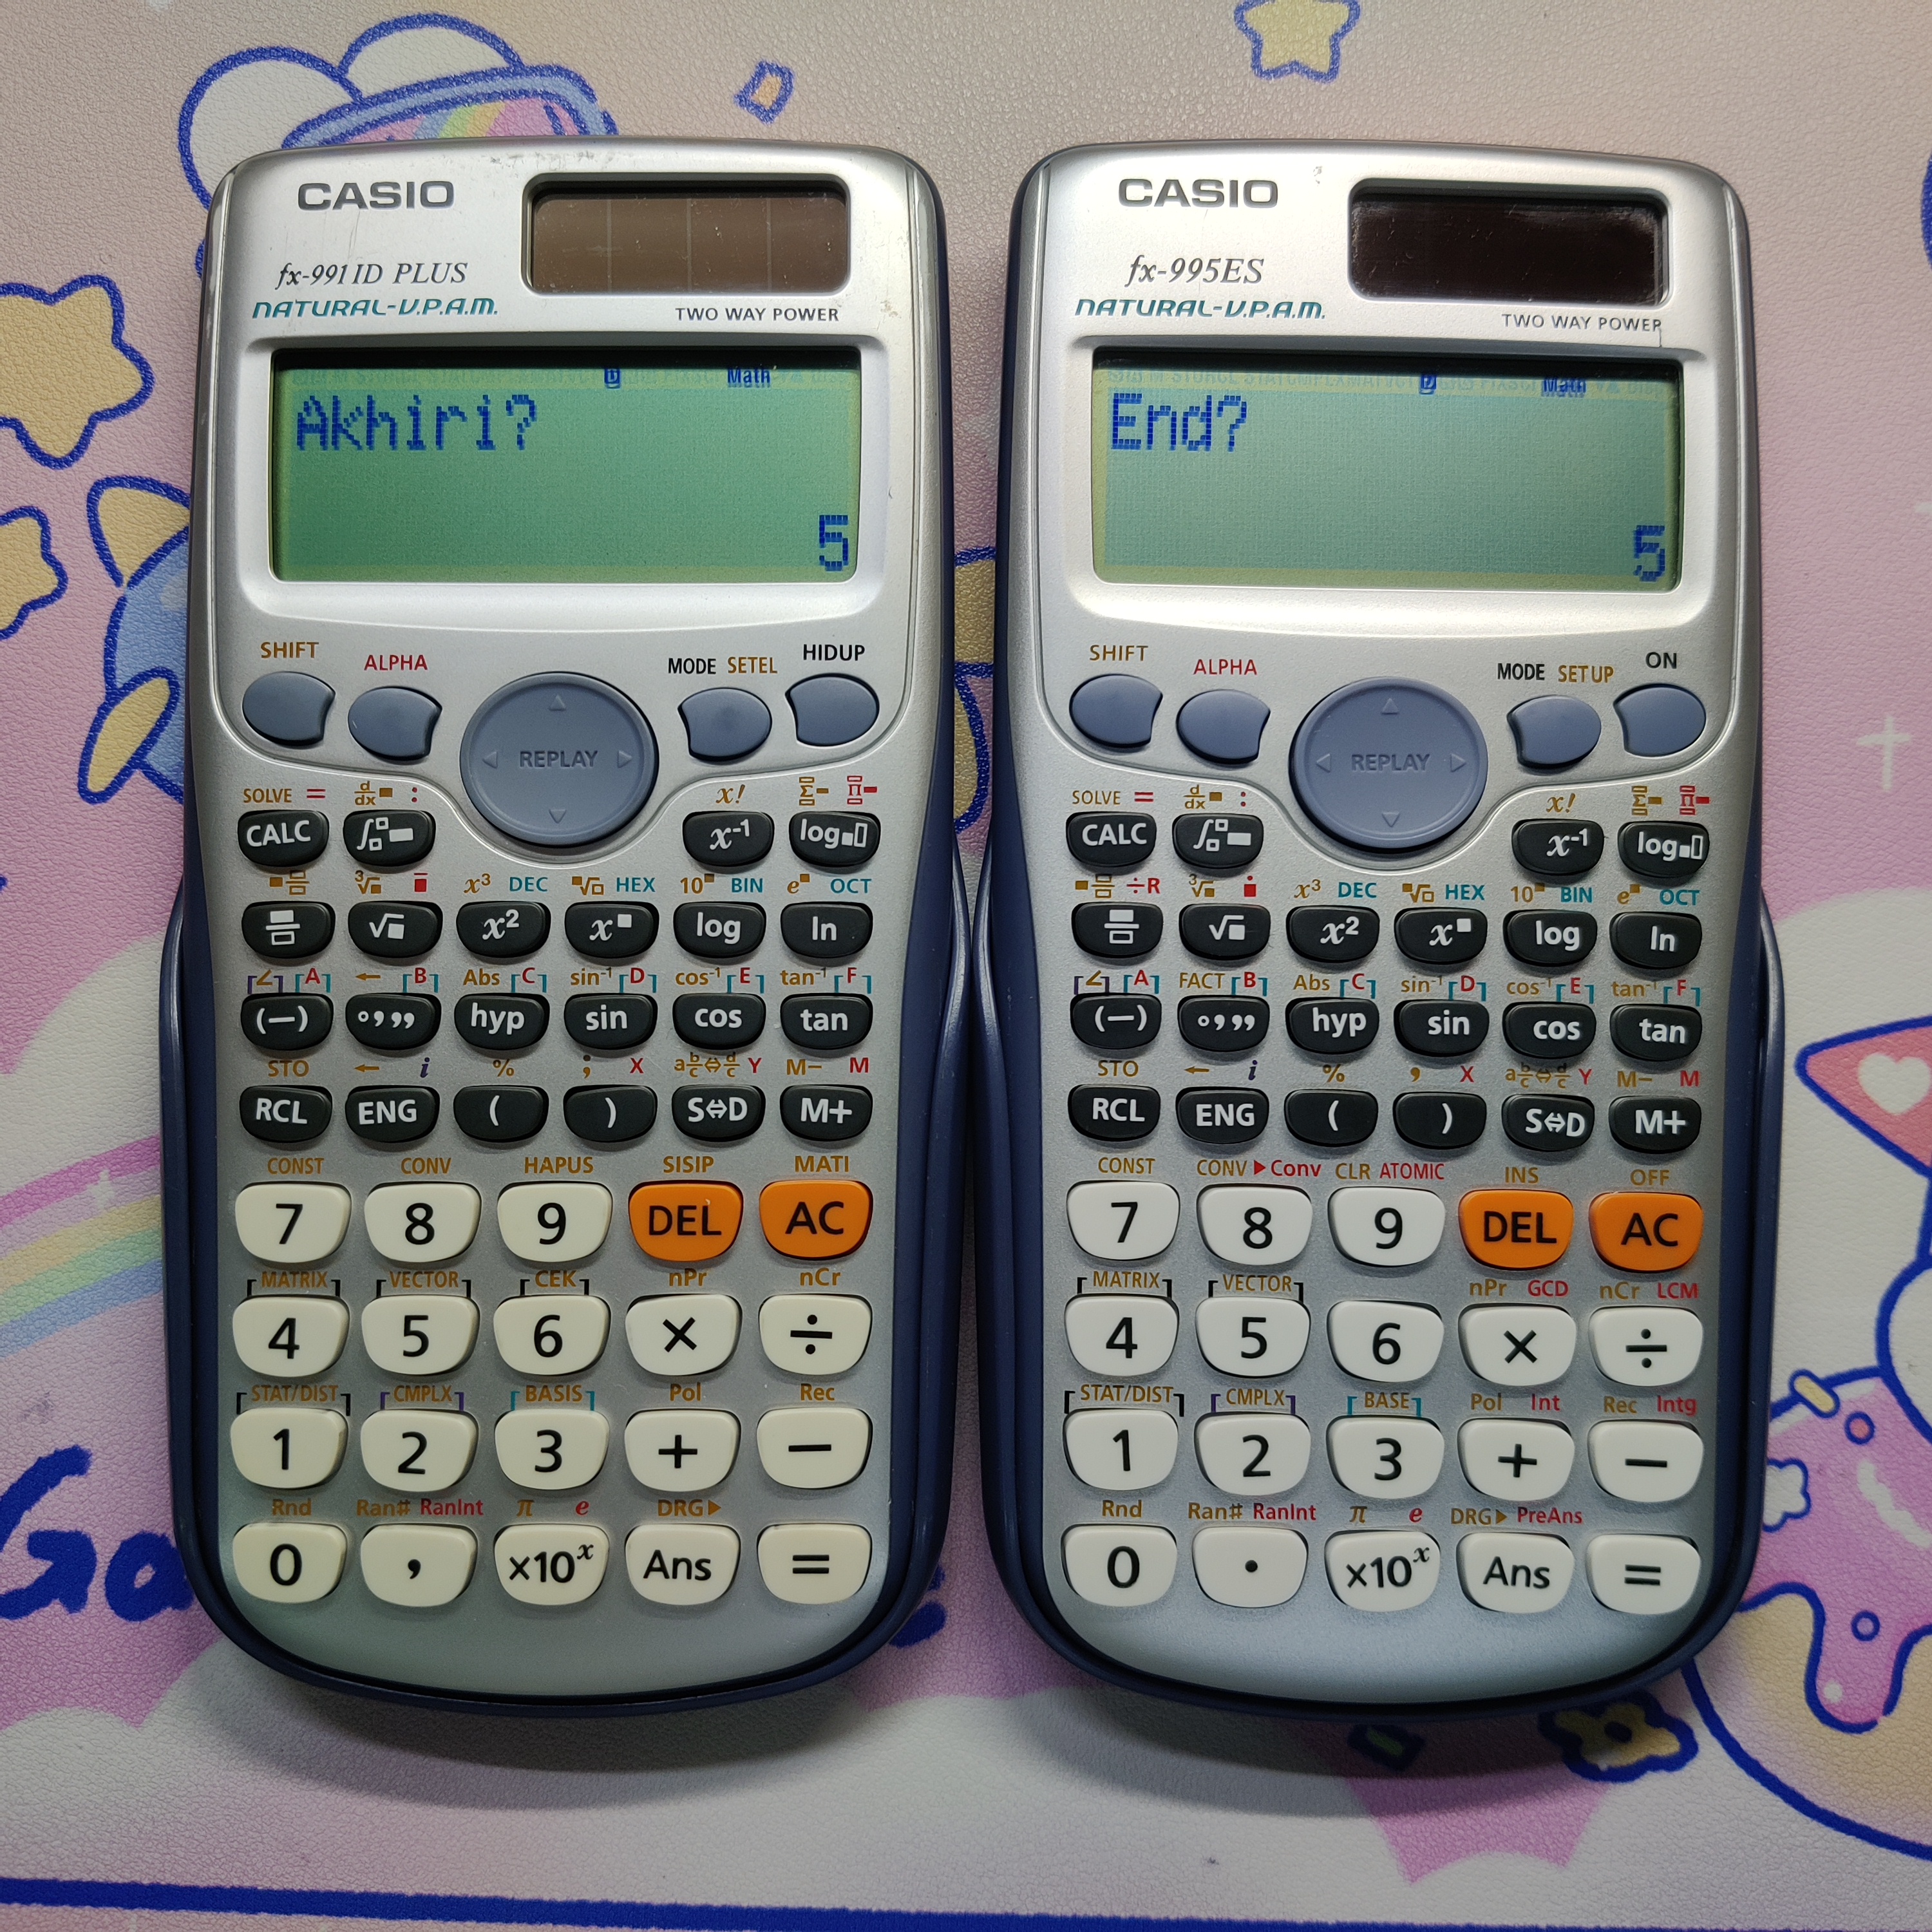 CASIO
fx-991ID PLUS
NATURAL-V.P.A.M.
TWO WAY POWER
D Math
Akhiri?
5
SHIFT ALPHA MODE SETEL HIDUP
REPLAY
SOLVE = d/dx■ : x! Σ Π
CALC ∫ x⁻¹ log
■ ³√■ x³ DEC √ HEX 10■ BIN e■ OCT
√■ x² x■ log ln
∠ A ← B Abs C sin⁻¹ D cos⁻¹ E tan⁻¹ F
(−) °,,, hyp sin cos tan
STO ← i % ; X a b/c⇔d/c Y M− M
RCL ENG ( ) S⇔D M+
CONST CONV HAPUS SISIP MATI
7 8 9 DEL AC
MATRIX VECTOR CEK nPr nCr
4 5 6 × ÷
STAT/DIST CMPLX BASIS Pol Rec
1 2 3 + −
Rnd Ran# RanInt π e DRG▶
0 , ×10ˣ Ans =
CASIO
fx-995ES
NATURAL-V.P.A.M.
TWO WAY POWER
D Math
End?
5
SHIFT ALPHA MODE SETUP ON
REPLAY
SOLVE = d/dx■ : x! Σ Π
CALC ∫ x⁻¹ log
■ ÷R ³√■ x³ DEC √ HEX 10■ BIN e■ OCT
√■ x² x■ log ln
∠ A FACT B Abs C sin⁻¹ D cos⁻¹ E tan⁻¹ F
(−) °,,, hyp sin cos tan
STO ← i % , X a b/c⇔d/c Y M− M
RCL ENG ( ) S⇔D M+
CONST CONV ▶Conv CLR ATOMIC INS OFF
7 8 9 DEL AC
MATRIX VECTOR nPr GCD nCr LCM
4 5 6 × ÷
STAT/DIST CMPLX BASE Pol Int Rec Intg
1 2 3 + −
Rnd Ran# RanInt π e DRG▶ PreAns
0 . ×10ˣ Ans =